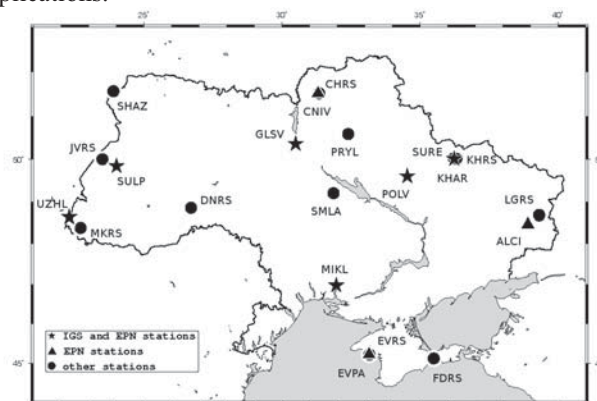 plications.
25' 30' 35' 40'
CHRS
SHAZ
CNIV
GLSV
JVRS
PRYL
SURE
50'
KHRS
SULP
KHAR
POLV
UZHL
DNRS
SMLA
LGRS
MKRS
ALCI
MIKL
IGS and EPN stations
EPN stations
other stations
EVRS
45'
EVPA
FDRS